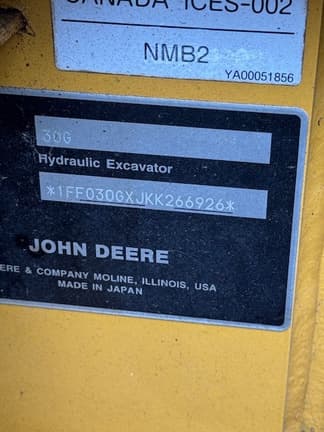 CANADA ICES-002
NMB2
YA00051856
30G
Hydraulic Excavator
*1FF030GXJKK266926*
JOHN DEERE
ERE & COMPANY MOLINE, ILLINOIS, USA
MADE IN JAPAN